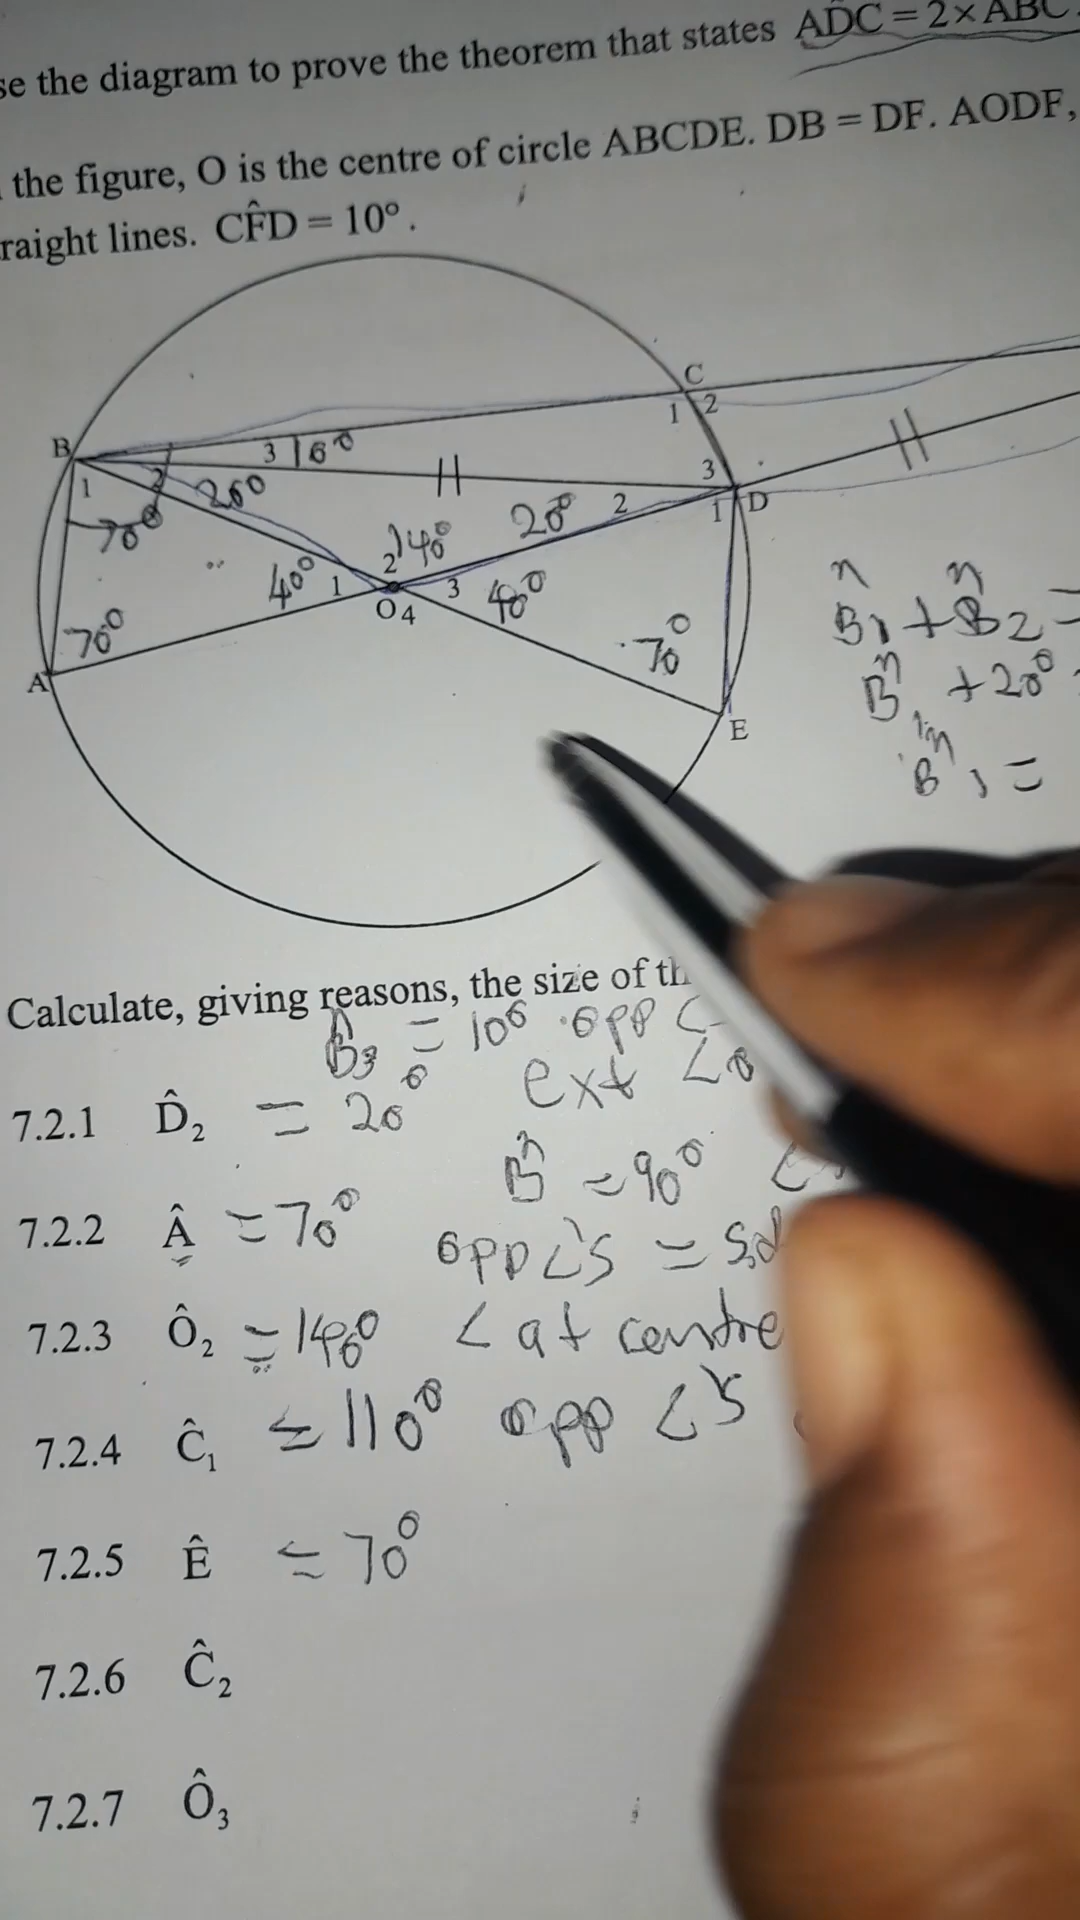 se the diagram to prove the theorem that states AD̂C = 2 × ABC
the figure, O is the centre of circle ABCDE. DB = DF. AODF,
raight lines. CF̂D = 10°.
C
B
3 10°
1 2
1 2 20°
3
70°
20° 2
1 D
2 140°
40° 1
3 40°
O 4
70°
70°
A
E
B̂1 + B̂2 =
B̂1 + 20°
B̂1 =
Calculate, giving reasons, the size of th
B̂3 = 10° opp <
7.2.1 D̂2 = 20° ext <
B̂ = 90°
7.2.2 Â = 70° opp <'s = sid
7.2.3 Ô2 = 140° < at centre
7.2.4 Ĉ1 = 110° opp <'s
7.2.5 Ê = 70°
7.2.6 Ĉ2
7.2.7 Ô3